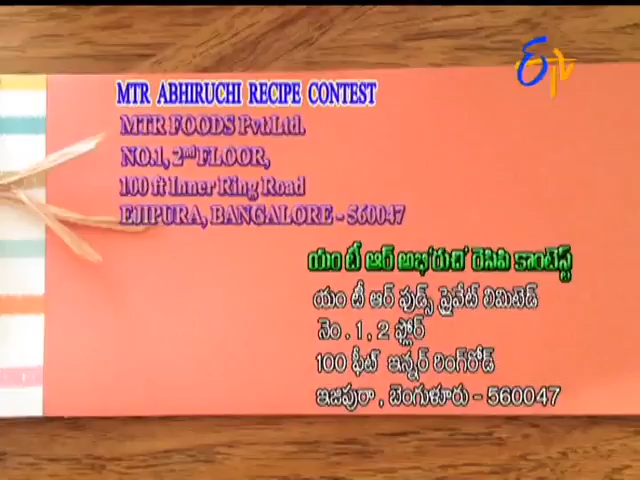 ETV
MTR ABHIRUCHI RECIPE CONTEST
MTR FOODS Pvt.Ltd.
NO.1, 2nd FLOOR,
100 ft Inner Ring Road
EJIPURA, BANGALORE - 560047
యం టీ ఆర్ అభి'రుచి' రెసిపి కాంటెస్ట్
యం టీ ఆర్ ఫుడ్స్ ప్రైవేట్ లిమిటెడ్
నెం . 1, 2 ఫ్లోర్
100 ఫీట్ ఇన్నర్ రింగ్‌రోడ్
ఇజిపురా , బెంగుళూరు - 560047